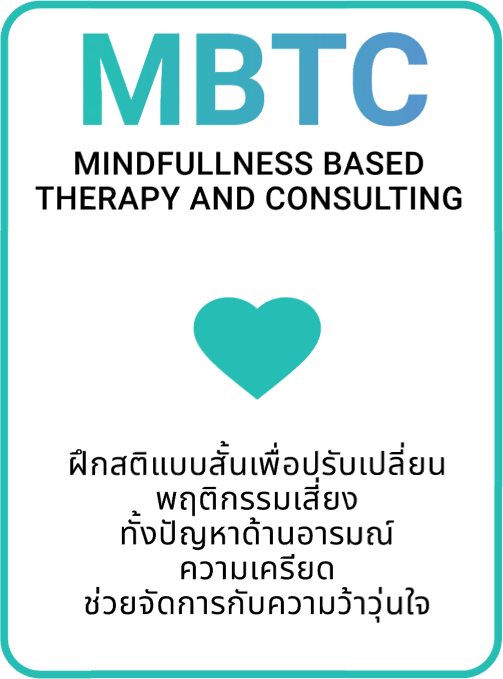 MBTC
MINDFULLNESS BASED
THERAPY AND CONSULTING
ฝึกสติแบบสั้นเพื่อปรับเปลี่ยน
พฤติกรรมเสี่ยง
ทั้งปัญหาด้านอารมณ์
ความเครียด
ช่วยจัดการกับความว้าวุ่นใจ